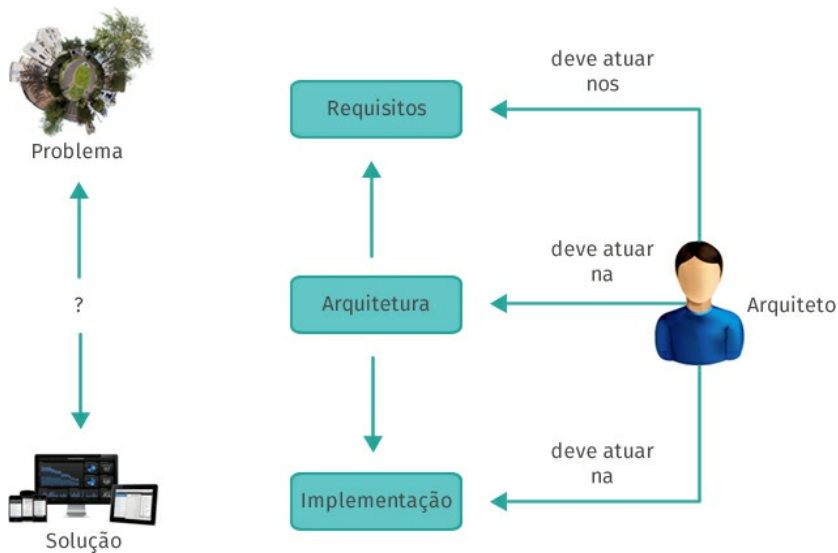 Problema
?
Solução
Requisitos
Arquitetura
Implementação
deve atuar
nos
deve atuar
na
deve atuar
na
Arquiteto